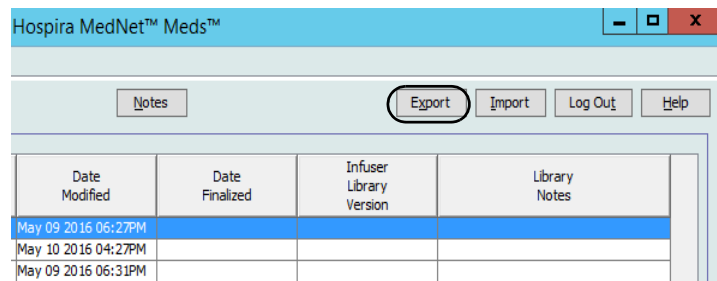 Hospira MedNet™ Meds™
Notes Export Import Log Out Help
Date Modified Date Finalized Infuser Library Version Library Notes
May 09 2016 06:27PM
May 10 2016 04:27PM
May 09 2016 06:31PM